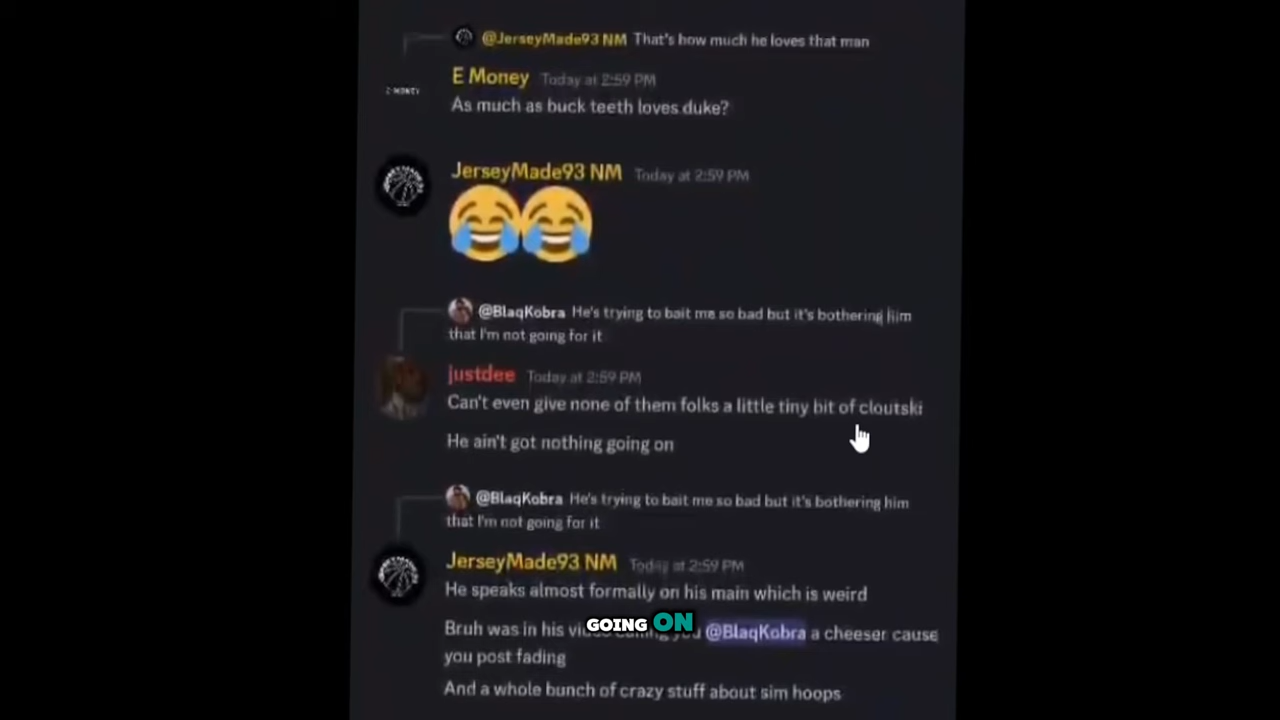 @JerseyMade93 NM That's how much he loves that man
E Money Today at 2:59 PM
As much as buck teeth loves duke?
JerseyMade93 NM Today at 2:59 PM
@BlaqKobra He's trying to bait me so bad but it's bothering him
that I'm not going for it
justdee Today at 2:59 PM
Can't even give none of them folks a little tiny bit of cloutski
He ain't got nothing going on
@BlaqKobra He's trying to bait me so bad but it's bothering him
that I'm not going for it
JerseyMade93 NM Today at 2:59 PM
He speaks almost formally on his main which is weird
GOING ON
Bruh was in his you @BlaqKobra a cheeser cause
you post fading
And a whole bunch of crazy stuff about sim hoops